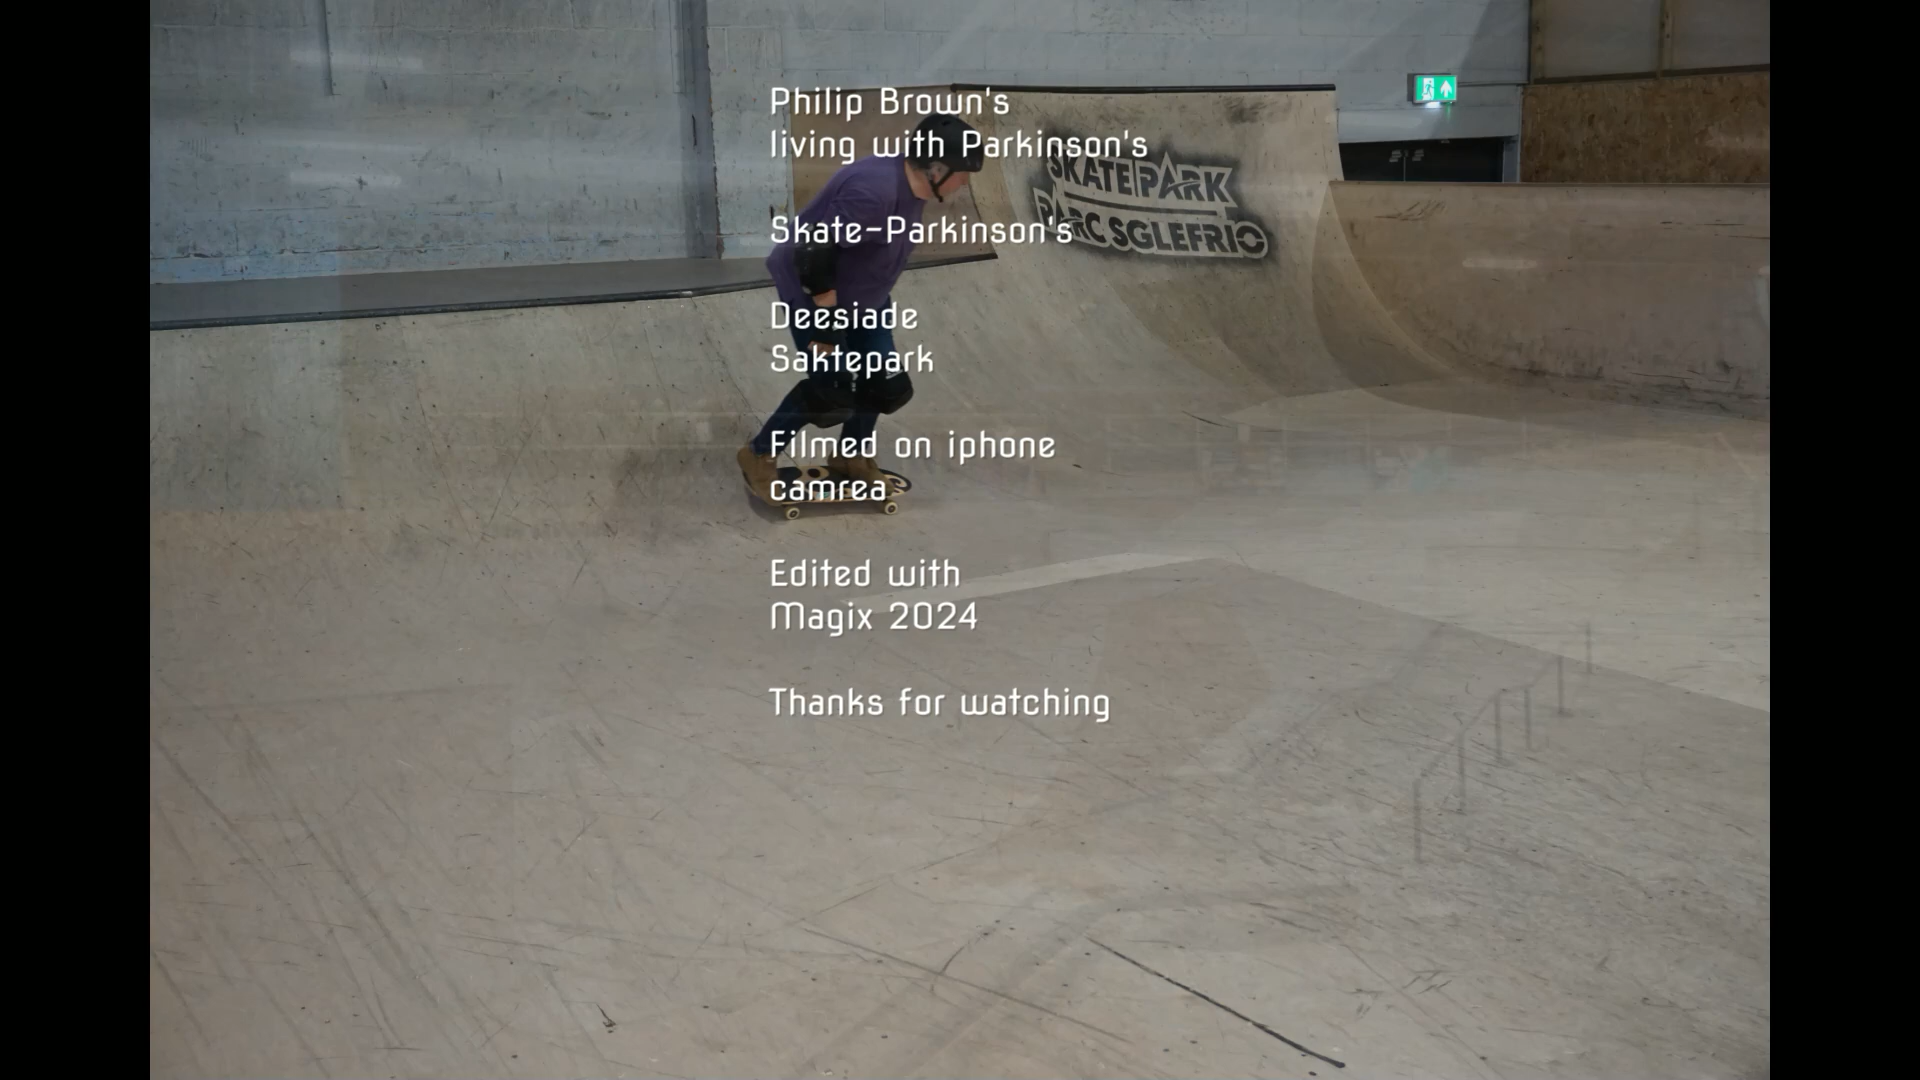 Philip Brown's
living with Parkinson's
SKATEPARK
PARC SGLEFRIO
Skate-Parkinson's
Deesiade
Saktepark
Filmed on iphone
camrea
Edited with
Magix 2024
Thanks for watching